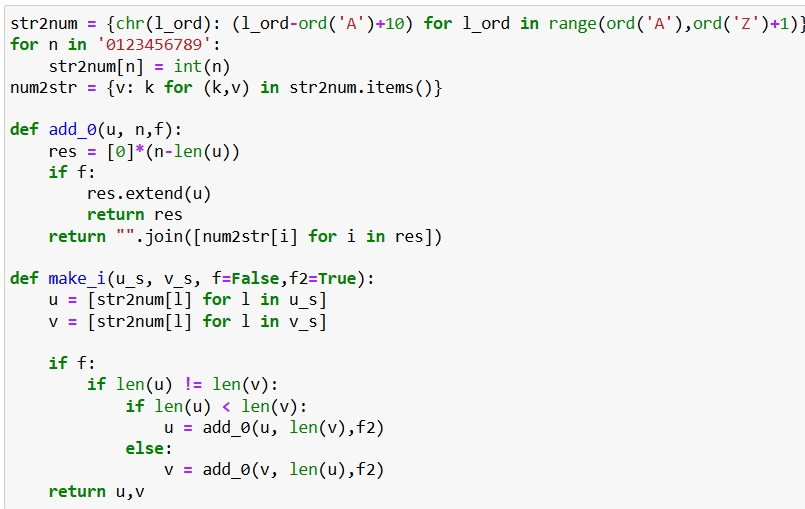 str2num = {chr(l_ord): (l_ord-ord('A')+10) for l_ord in range(ord('A'),ord('Z')+1)}
for n in '0123456789':
    str2num[n] = int(n)
num2str = {v: k for (k,v) in str2num.items()}

def add_0(u, n,f):
    res = [0]*(n-len(u))
    if f:
        res.extend(u)
        return res
    return "".join([num2str[i] for i in res])

def make_i(u_s, v_s, f=False,f2=True):
    u = [str2num[l] for l in u_s]
    v = [str2num[l] for l in v_s]

    if f:
        if len(u) != len(v):
            if len(u) < len(v):
                u = add_0(u, len(v),f2)
            else:
                v = add_0(v, len(u),f2)
    return u,v